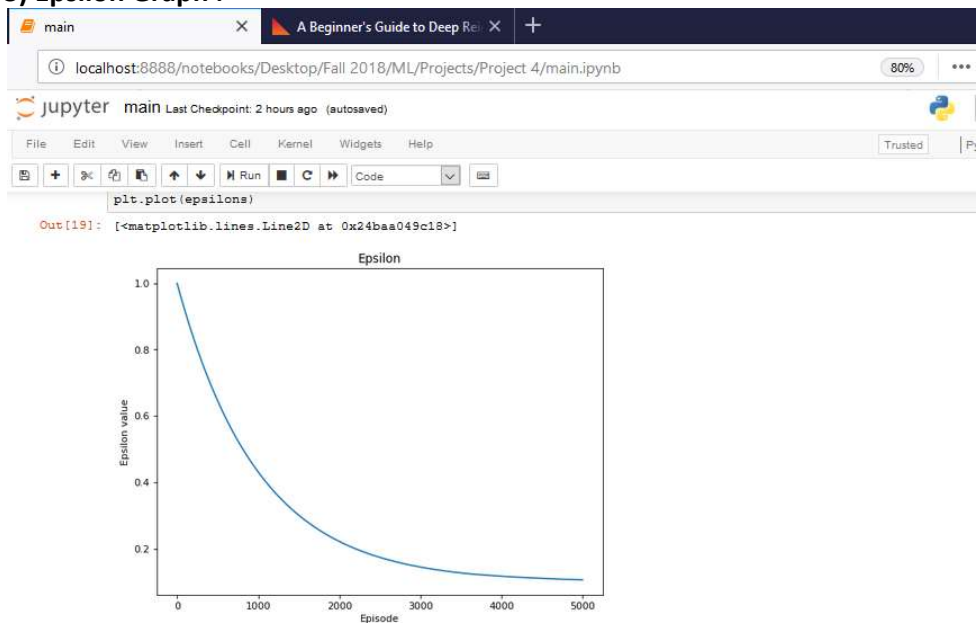 main
A Beginner's Guide to Deep Rei
localhost:8888/notebooks/Desktop/Fall 2018/ML/Projects/Project 4/main.ipynb
80%
jupyter main Last Checkpoint: 2 hours ago (autosaved)
File Edit View Insert Cell Kernel Widgets Help
Trusted
Py
Run C Code
plt.plot(epsilons)
Out[19]: [<matplotlib.lines.Line2D at 0x24baa049c18>]
Epsilon
1.0
0.8
0.6
0.4
0.2
Epsilon value
0 1000 2000 3000 4000 5000
Episode